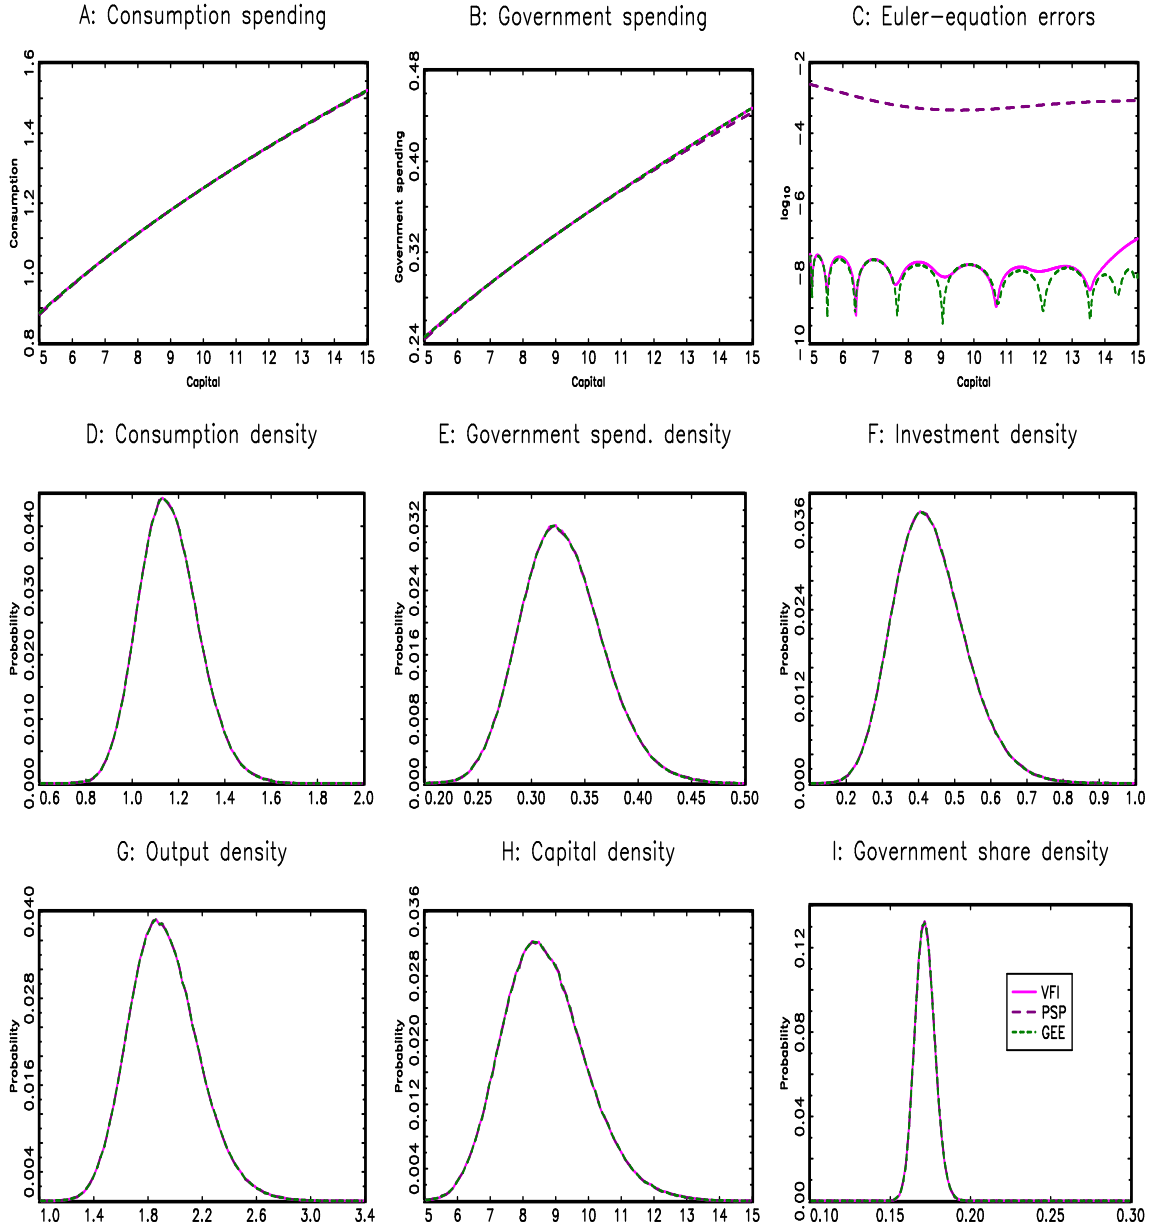 A: Consumption spending
B: Government spending
C: Euler-equation errors
Consumption
0.8 1.0 1.2 1.4 1.6
5 6 7 8 9 10 11 12 13 14 15
Capital
Government spending
0.24 0.32 0.40 0.48
5 6 7 8 9 10 11 12 13 14 15
Capital
log10
-10 -8 -6 -4 -2
5 6 7 8 9 10 11 12 13 14 15
Capital
D: Consumption density
E: Government spend. density
F: Investment density
Probability
0.000 0.010 0.020 0.030 0.040
0.6 0.8 1.0 1.2 1.4 1.6 1.8 2.0
Probability
0.000 0.008 0.016 0.024 0.032
0.20 0.25 0.30 0.35 0.40 0.45 0.50
Probability
0.000 0.012 0.024 0.036
0.2 0.3 0.4 0.5 0.6 0.7 0.8 0.9 1.0
G: Output density
H: Capital density
I: Government share density
Probability
0.004 0.016 0.028 0.040
1.0 1.4 1.8 2.2 2.6 3.0 3.4
Probability
0.004 0.012 0.020 0.028 0.036
5 6 7 8 9 10 11 12 13 14 15
Probability
0.00 0.04 0.08 0.12
0.10 0.15 0.20 0.25 0.30
VFI
PSP
GEE